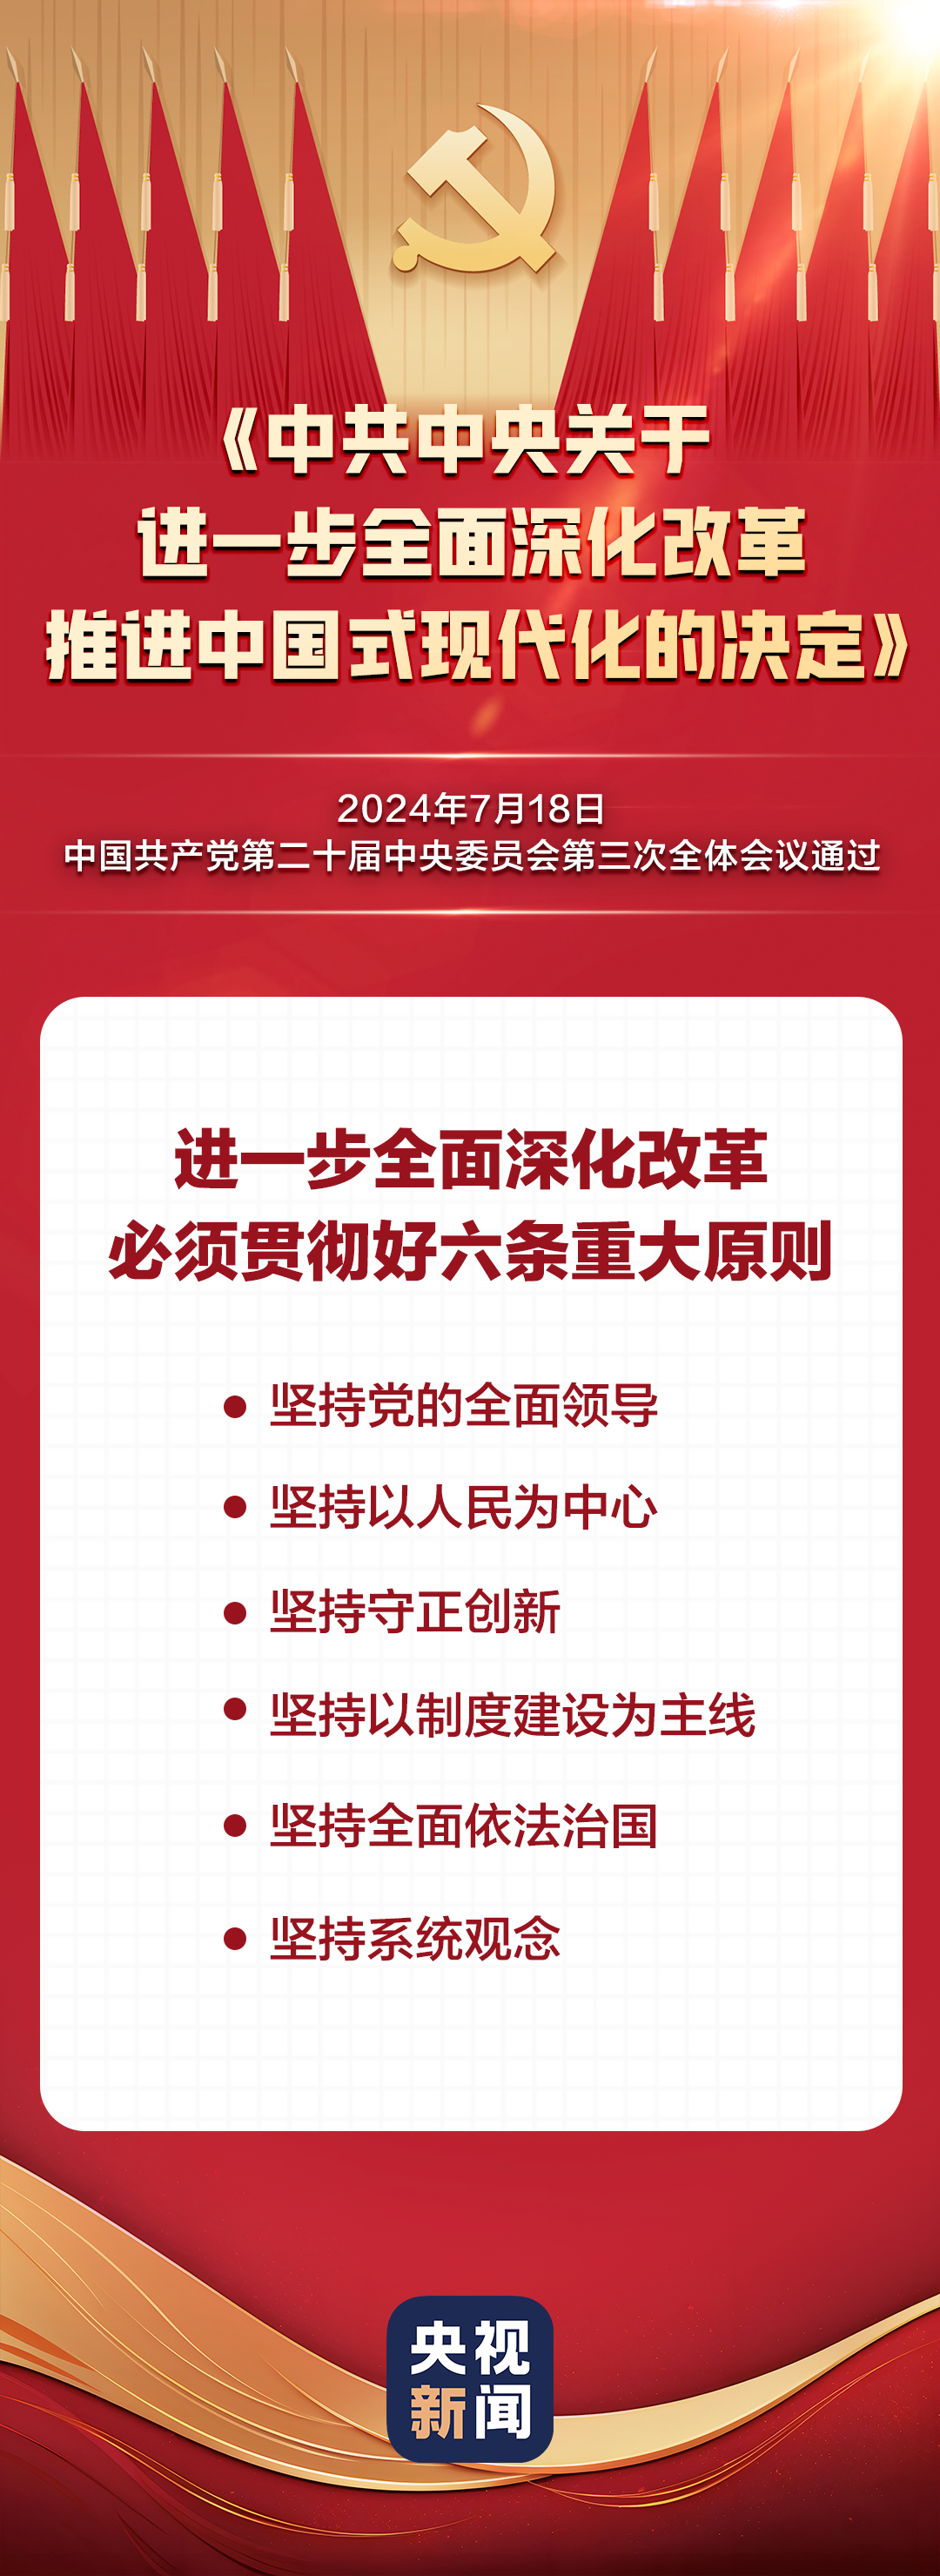 《中共中央关于
进一步全面深化改革
推进中国式现代化的决定》
2024年7月18日
中国共产党第二十届中央委员会第三次全体会议通过
进一步全面深化改革
必须贯彻好六条重大原则
● 坚持党的全面领导
● 坚持以人民为中心
● 坚持守正创新
● 坚持以制度建设为主线
● 坚持全面依法治国
● 坚持系统观念
央视
新闻